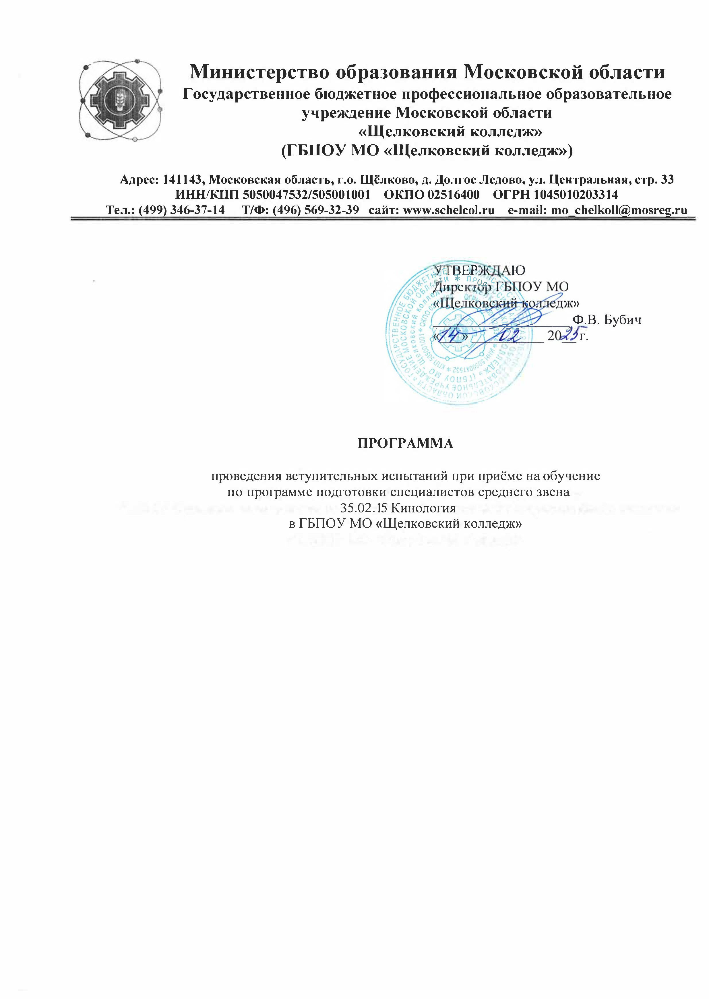 Министерство образования Московской области
Государственное бюджетное профессиональное образовательное
учреждение Московской области
«Щелковский колледж»
(ГБПОУ МО «Щелковский колледж»)
Адрес: 141143, Московская область, г.о. Щёлково, д. Долгое Ледово, ул. Центральная, стр. 33
ИНН/КПП 5050047532/505001001 ОКПО 02516400 ОГРН 1045010203314
Тел.: (499) 346-37-14 Т/Ф: (496) 569-32-39 сайт: www.schelcol.ru e-mail: mo_chelkoll@mosreg.ru
УТВЕРЖДАЮ
Директор ГБПОУ МО
«Щелковский колледж»
Ф.В. Бубич
«14» 02 2025 г.
ПРОГРАММА
проведения вступительных испытаний при приёме на обучение
по программе подготовки специалистов среднего звена
35.02.15 Кинология
в ГБПОУ МО «Щелковский колледж»